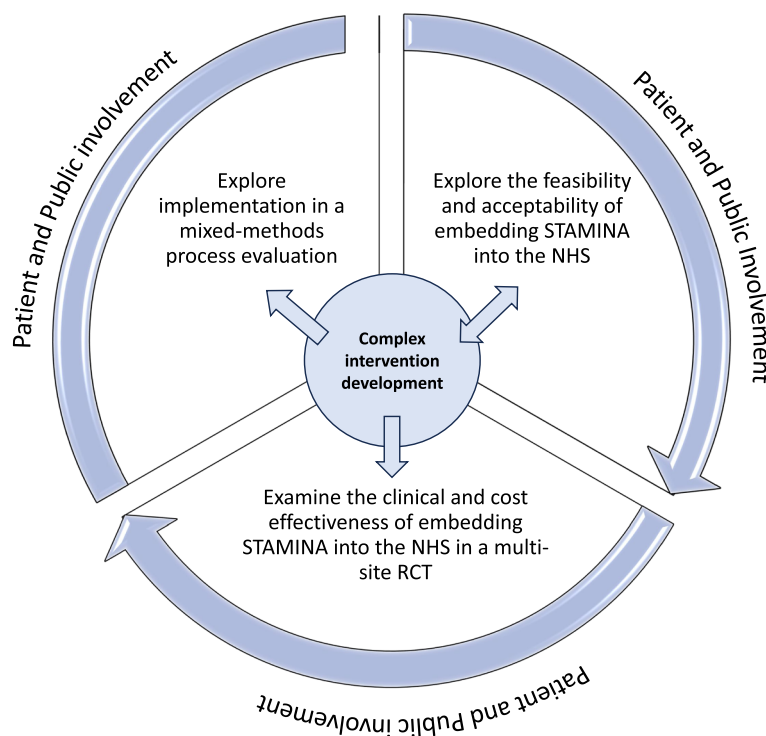 Patient and Public involvement
Patient and Public Involvement
Explore
implementation in a
mixed-methods
process evaluation
Explore the feasibility
and acceptability of
embedding STAMINA
into the NHS
Complex
intervention
development
Examine the clinical and cost
effectiveness of embedding
STAMINA into the NHS in a multi-
site RCT
Patient and Public involvement